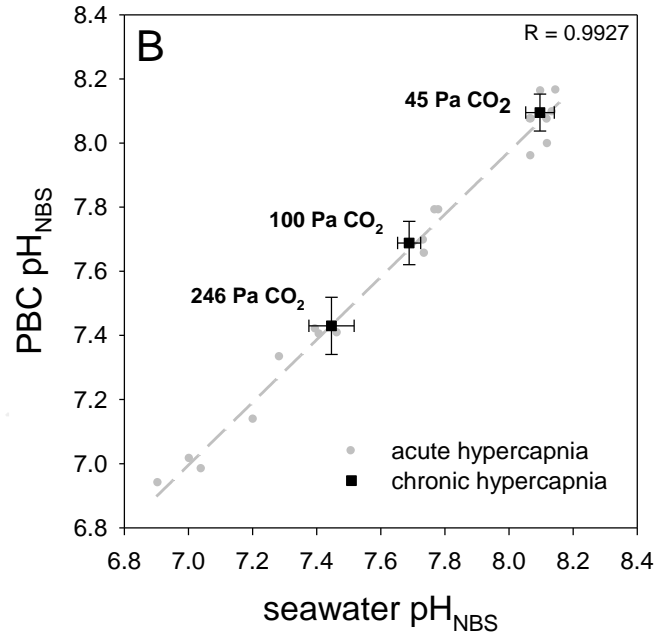 B
R = 0.9927
8.4
8.2
8.0
7.8
7.6
7.4
7.2
7.0
6.8
PBC pH_NBS
45 Pa CO2
100 Pa CO₂
246 Pa CO₂
acute hypercapnia
chronic hypercapnia
6.8 7.0 7.2 7.4 7.6 7.8 8.0 8.2 8.4
seawater pH_NBS